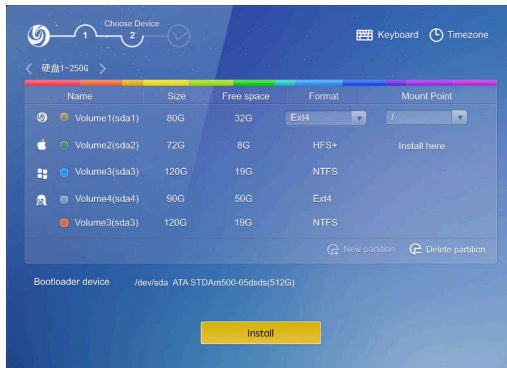 Choose Device
1 2
Keyboard Timezone
硬盘1~250G
Name Size Free space Format Mount Point
Volume1(sda1) 80G 32G Ext4 /
Volume2(sda2) 72G 8G HFS+ Install here
Volume3(sda3) 120G 19G NTFS
Volume4(sda4) 90G 50G Ext4
Volume3(sda3) 120G 19G NTFS
New partition Delete partition
Bootloader device /dev/sda ATA STDAm500-65dsds(512G)
Install